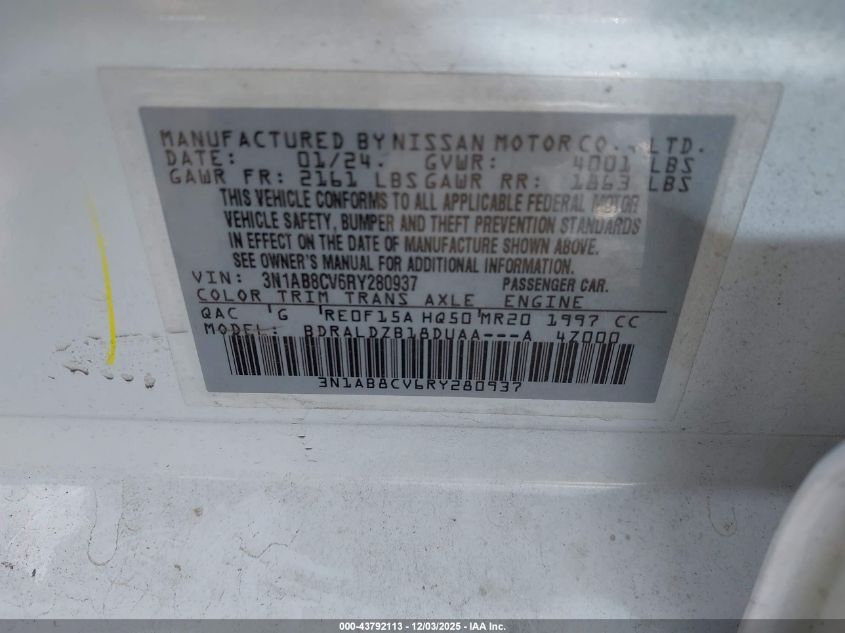 MANUFACTURED BY NISSAN MOTOR CO., LTD.
DATE: 01/24. GVWR: 4001 LBS
GAWR FR: 2161 LBS GAWR RR: 1863 LBS
THIS VEHICLE CONFORMS TO ALL APPLICABLE FEDERAL MOTOR
VEHICLE SAFETY, BUMPER AND THEFT PREVENTION STANDARDS
IN EFFECT ON THE DATE OF MANUFACTURE SHOWN ABOVE.
SEE OWNER'S MANUAL FOR ADDITIONAL INFORMATION.
VIN: 3N1AB8CV6RY280937 PASSENGER CAR.
COLOR TRIM TRANS AXLE ENGINE
QAC G RE0F15A HQ50 MR20 1997 CC
MODEL: BDRALDZB18DUAA---A 4Z000
3N1AB8CV6RY280937
000-43792113 - 12/03/2025 - IAA Inc.